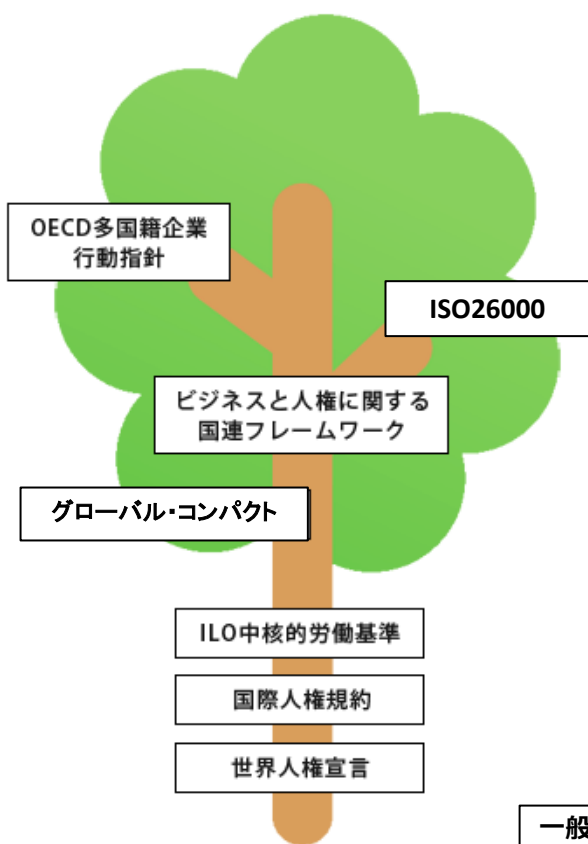 OECD多国籍企業
行動指針
ISO26000
ビジネスと人権に関する
国連フレームワーク
グローバル・コンパクト
ILO中核的労働基準
国際人権規約
世界人権宣言
一般